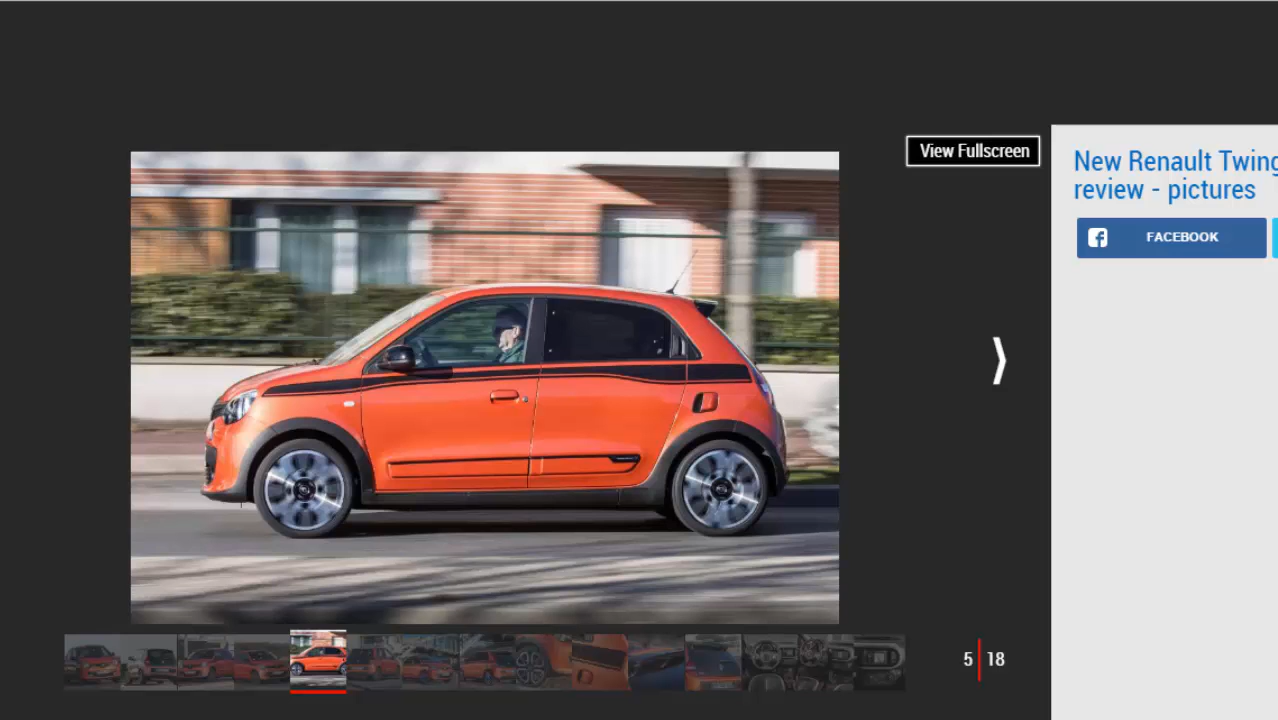 View Fullscreen
New Renault Twing
review - pictures
FACEBOOK
5 18